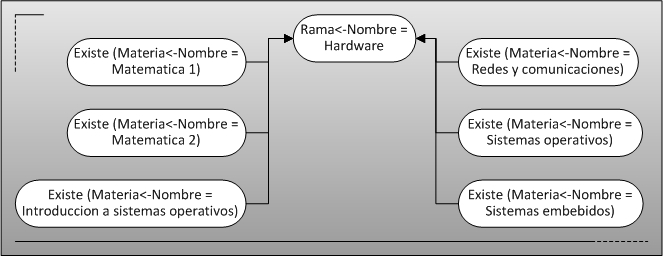 Rama<-Nombre =
Hardware
Existe (Materia<-Nombre =
Matematica 1)
Existe (Materia<-Nombre =
Matematica 2)
Existe (Materia<-Nombre =
Introduccion a sistemas operativos)
Existe (Materia<-Nombre =
Redes y comunicaciones)
Existe (Materia<-Nombre =
Sistemas operativos)
Existe (Materia<-Nombre =
Sistemas embebidos)